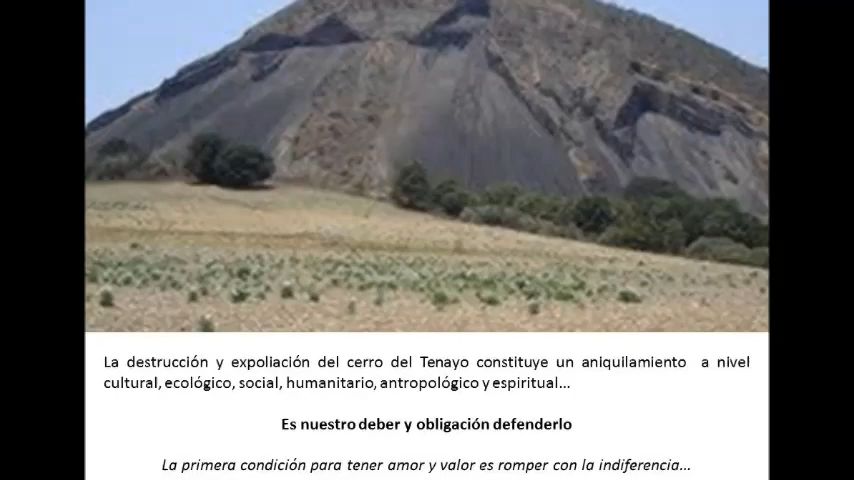 La destrucción y expoliación del cerro del Tenayo constituye un aniquilamiento a nivel
cultural, ecológico, social, humanitario, antropológico y espiritual...
Es nuestro deber y obligación defenderlo
La primera condición para tener amor y valor es romper con la indiferencia...